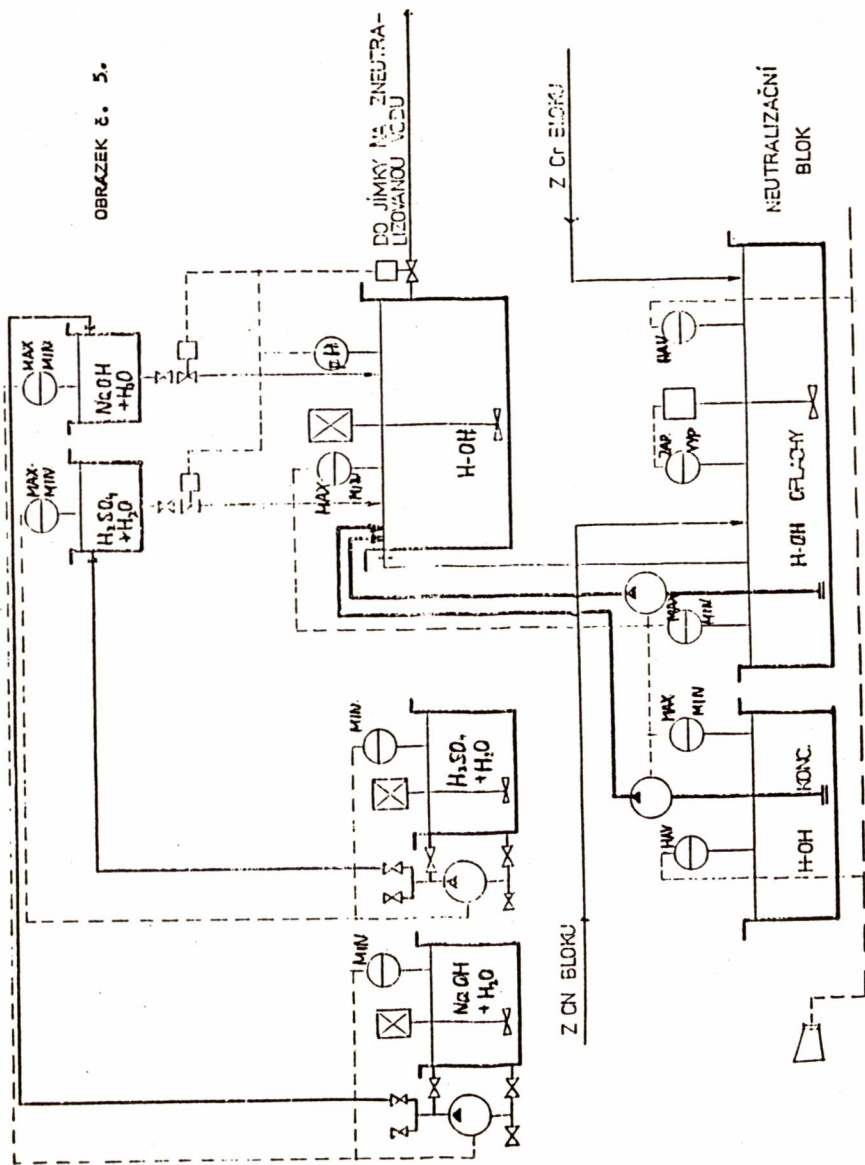 OBRÁZEK č. 5.
MAX
MIN
NaOH
+H₂O
MAX
MIN
H₂SO₄
+H₂O
DO JÍMKY NA ZNEUTRA-
LIZOVANOU VODU
pH
MAX
MIN
H-OH
MIN
H₂SO₄
+H₂O
MIN
NaOH
+H₂O
Z CN BLOKU
Z Cr BLOKU
NEUTRALIZAČNÍ
BLOK
HAV
ZAP
VYP
H-OH OPLACHY
MAX
MIN
MAX
MIN
HAV
H-OH KONC.